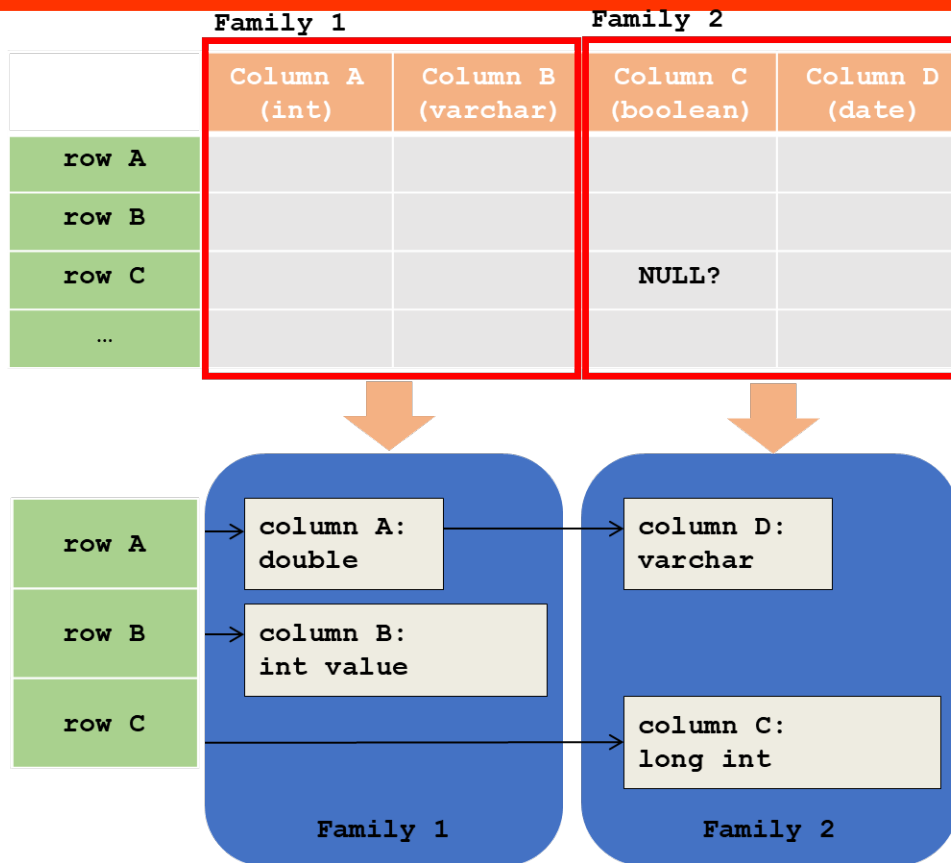 Family 1
Family 2
Column A
(int)
Column B
(varchar)
Column C
(boolean)
Column D
(date)
row A
row B
row C
NULL?
…
row A
column A:
double
column D:
varchar
row B
column B:
int value
row C
column C:
long int
Family 1
Family 2